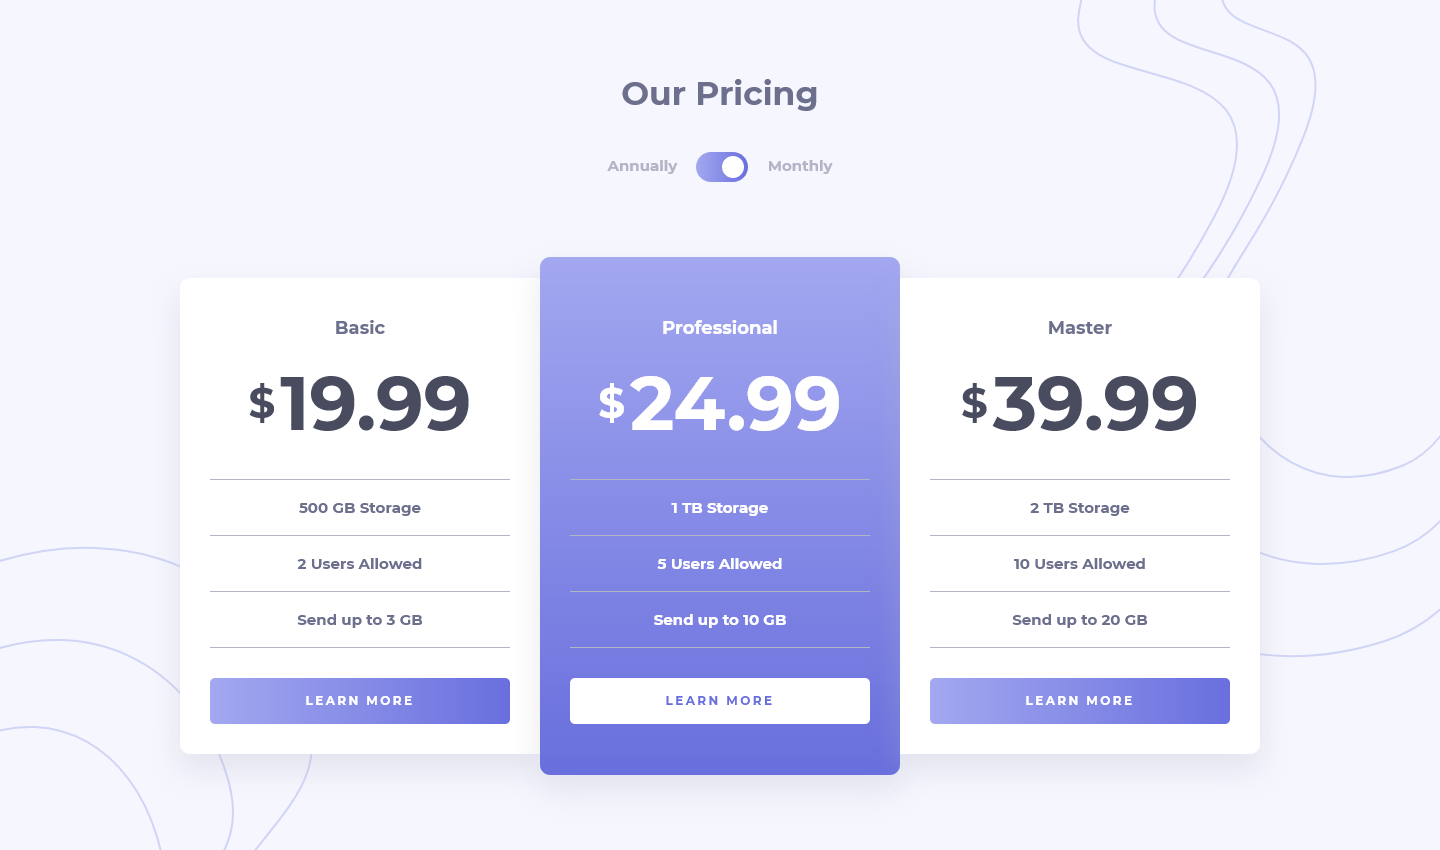 Our Pricing
Annually Monthly
Basic
$19.99
500 GB Storage
2 Users Allowed
Send up to 3 GB
LEARN MORE
Professional
$24.99
1 TB Storage
5 Users Allowed
Send up to 10 GB
LEARN MORE
Master
$39.99
2 TB Storage
10 Users Allowed
Send up to 20 GB
LEARN MORE